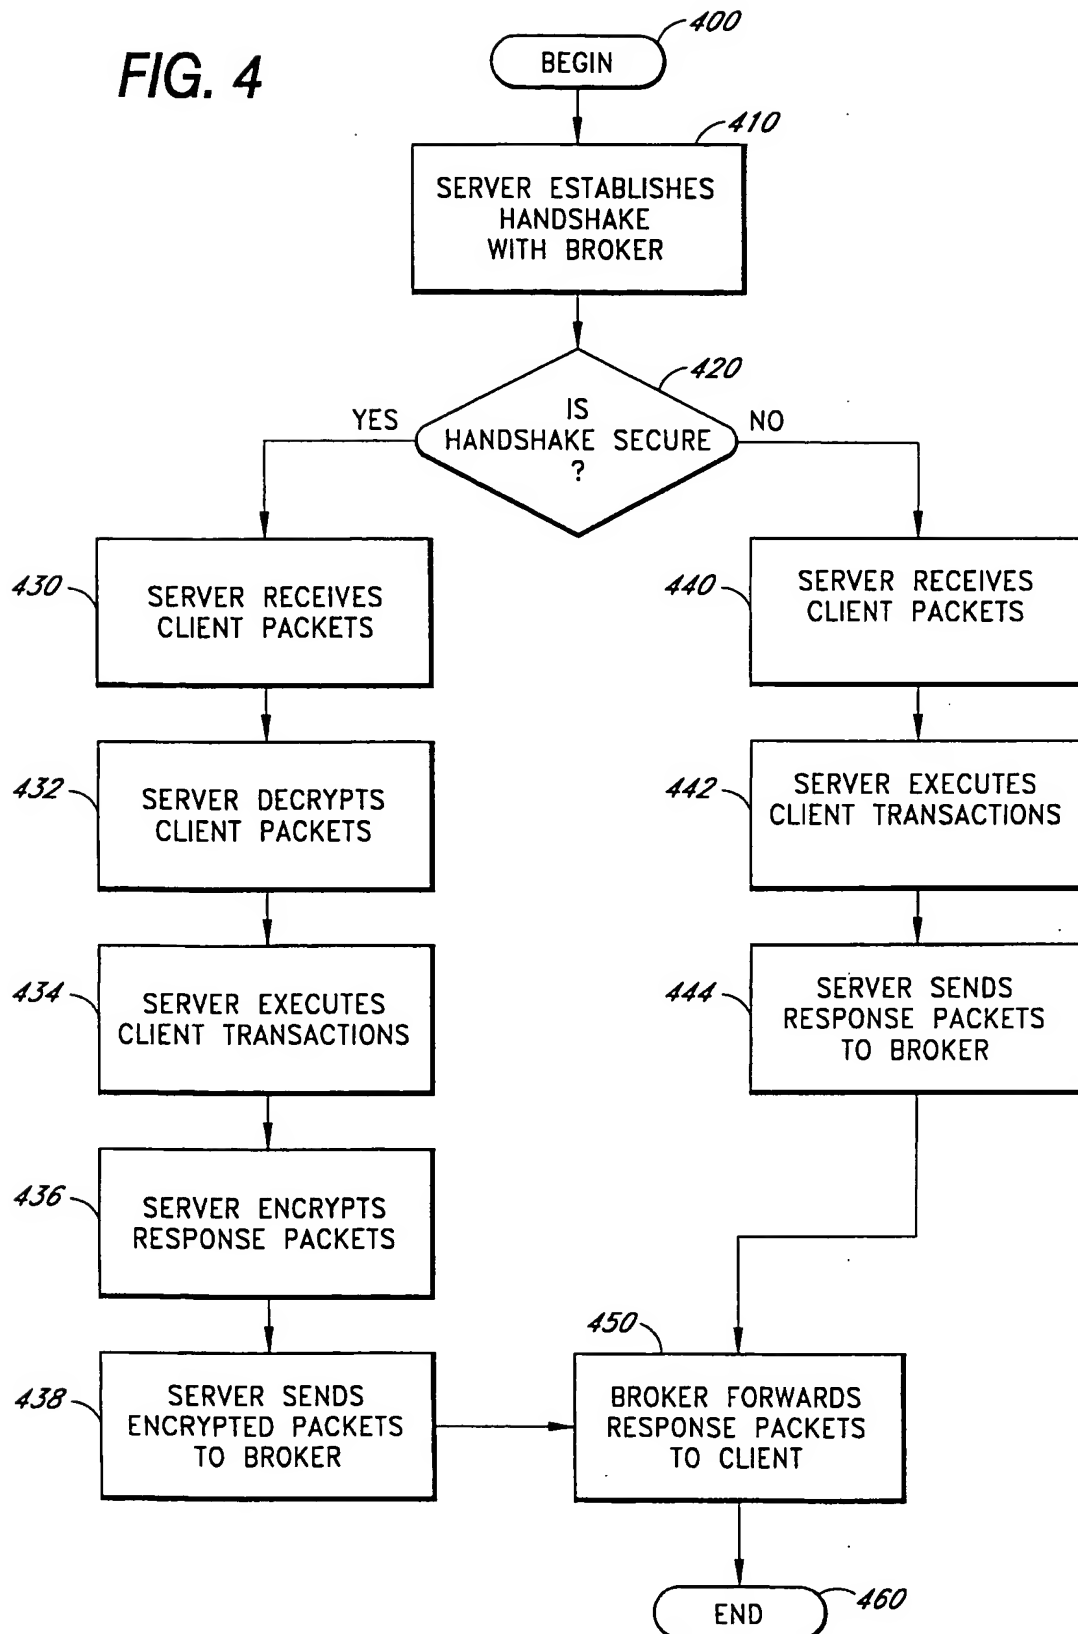 FIG. 4
400
BEGIN
410
SERVER ESTABLISHES
HANDSHAKE
WITH BROKER
420
IS
HANDSHAKE SECURE
?
YES
NO
430
SERVER RECEIVES
CLIENT PACKETS
440
SERVER RECEIVES
CLIENT PACKETS
432
SERVER DECRYPTS
CLIENT PACKETS
442
SERVER EXECUTES
CLIENT TRANSACTIONS
434
SERVER EXECUTES
CLIENT TRANSACTIONS
444
SERVER SENDS
RESPONSE PACKETS
TO BROKER
436
SERVER ENCRYPTS
RESPONSE PACKETS
438
SERVER SENDS
ENCRYPTED PACKETS
TO BROKER
450
BROKER FORWARDS
RESPONSE PACKETS
TO CLIENT
END
460